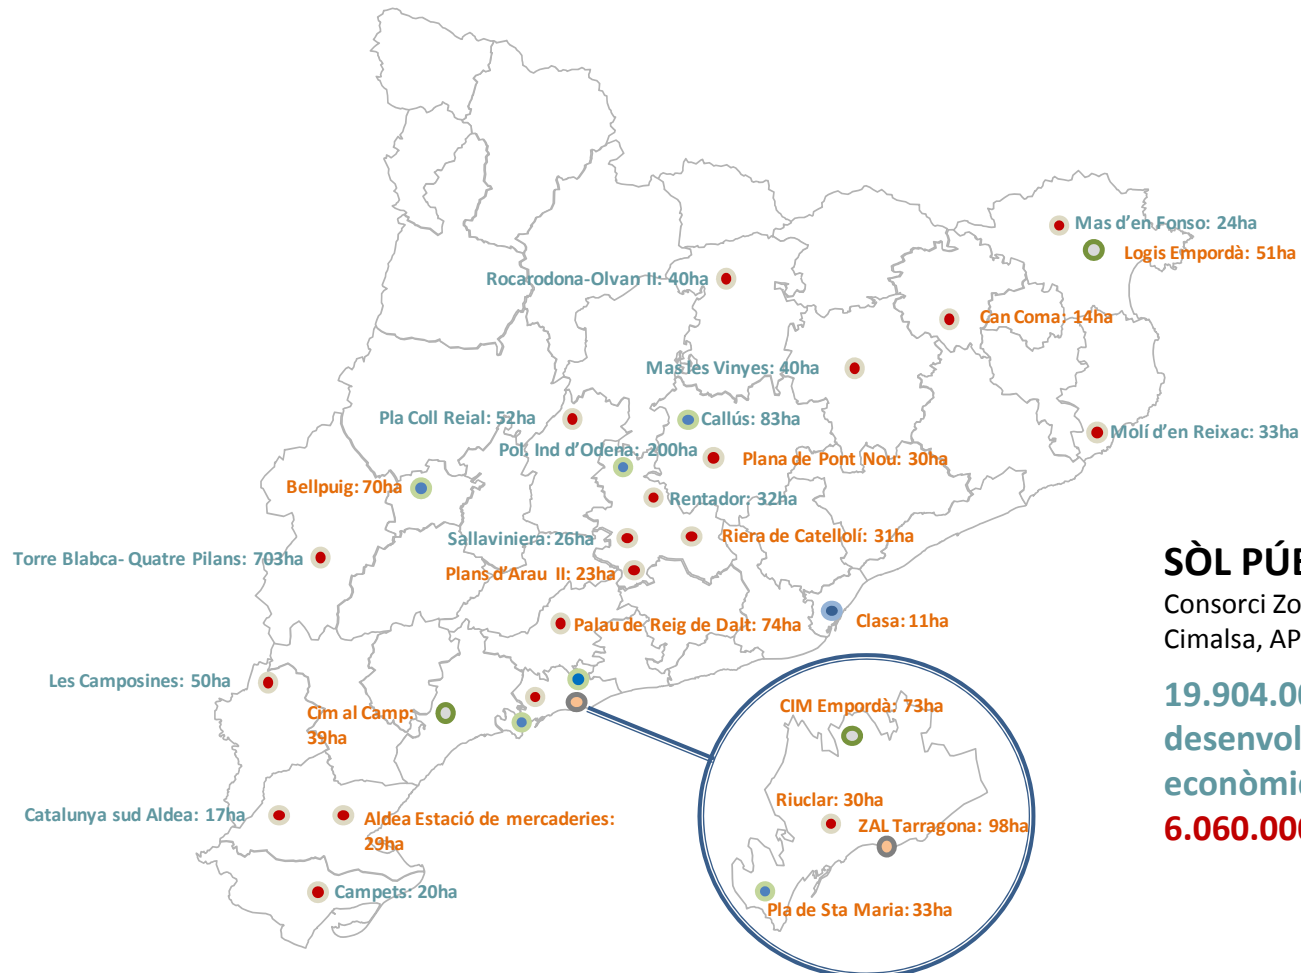 Mas d'en Fonso: 24ha
Logis Empordà: 51ha
Rocarodona-Olvan II: 40ha
Can Coma: 14ha
Mas les Vinyes: 40ha
Pla Coll Reial: 52ha
Callús: 83ha
Molí d'en Reixac: 33ha
Pol. Ind d'Odena: 200ha
Plana de Pont Nou: 30ha
Bellpuig: 70ha
Rentador: 32ha
Sallaviniera: 26ha
Riera de Catellolí: 31ha
Torre Blabca- Quatre Pilans: 703ha
Plans d'Arau II: 23ha
Clasa: 11ha
Palau de Reig de Dalt: 74ha
Les Camposines: 50ha
Cim al Camp:
39ha
CIM Empordà: 73ha
Riuclar: 30ha
ZAL Tarragona: 98ha
Pla de Sta Maria: 33ha
Catalunya sud Aldea: 17ha
Aldea Estació de mercaderies:
29ha
Campets: 20ha
SÒL PÚ
Consorci Zo
Cimalsa, AP
19.904.00
desenvol
econòmi
6.060.00